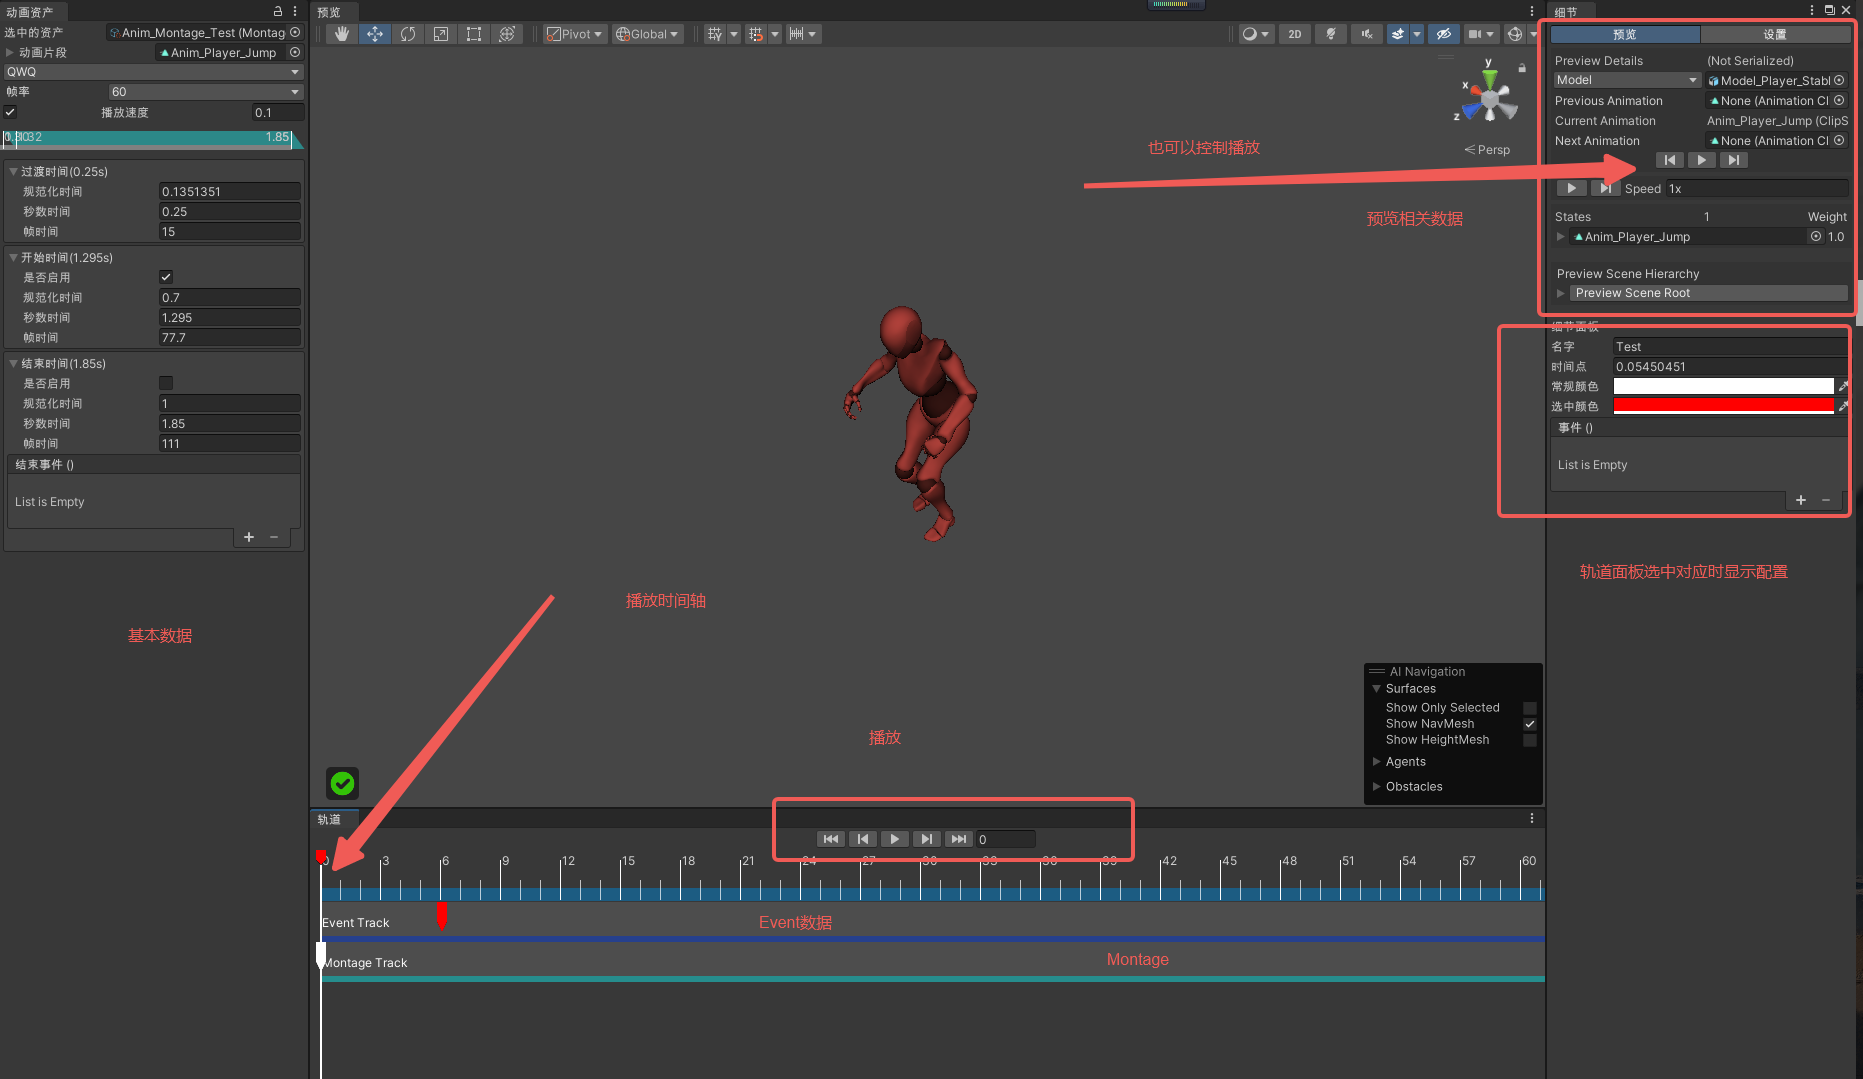 动画资产
选中的资产
Anim_Montage_Test (Montag
动画片段
Anim_Player_Jump
QWQ
帧率
60
播放速度
0.1
1.85
过渡时间(0.25s)
规范化时间
0.1351351
秒数时间
0.25
帧时间
15
开始时间(1.295s)
是否启用
规范化时间
0.7
秒数时间
1.295
帧时间
77.7
结束时间(1.85s)
是否启用
规范化时间
1
秒数时间
1.85
帧时间
111
结束事件 ()
List is Empty
基本数据
预览
Pivot
Global
2D
y
x
z
Persp
也可以控制播放
预览相关数据
播放时间轴
播放
AI Navigation
Surfaces
Show Only Selected
Show NavMesh
Show HeightMesh
Agents
Obstacles
轨道
0
0 3 6 9 12 15 18 21 24 27 30 33 36 39 42 45 48 51 54 57 60
Event Track
Event数据
Montage Track
Montage
细节
预览
设置
Preview Details
(Not Serialized)
Model
Model_Player_Stabl
Previous Animation
None (Animation Cl
Current Animation
Anim_Player_Jump (ClipS
Next Animation
None (Animation Cl
Speed
1x
States
1
Weight
Anim_Player_Jump
1.0
Preview Scene Hierarchy
Preview Scene Root
细节面板
名字
Test
时间点
0.05450451
常规颜色
选中颜色
事件 ()
List is Empty
轨道面板选中对应时显示配置